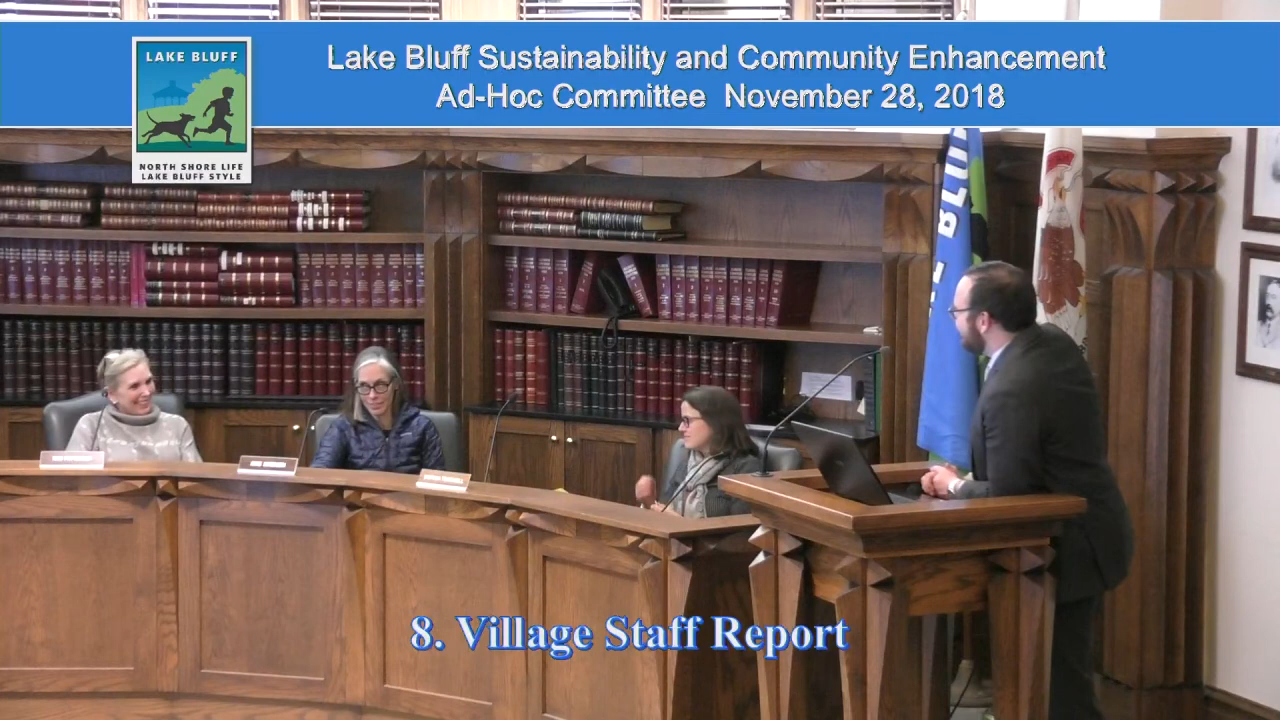 LAKE BLUFF
NORTH SHORE LIFE
LAKE BLUFF STYLE
Lake Bluff Sustainability and Community Enhancement
Ad-Hoc Committee November 28, 2018
BLUF
8. Village Staff Report